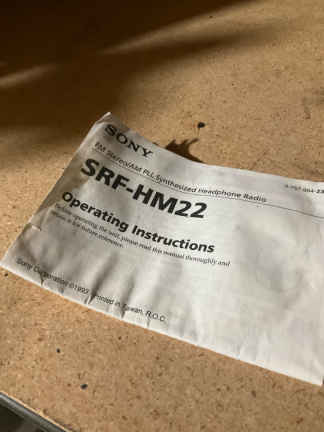 SONY
FM Stereo/AM PLL Synthesized Headphone Radio
SRF-HM22
Operating Instructions
Before operating the unit, please read this manual thoroughly and
retain it for future reference.
Sony Corporation ©1993 Printed in Taiwan, R.O.C.